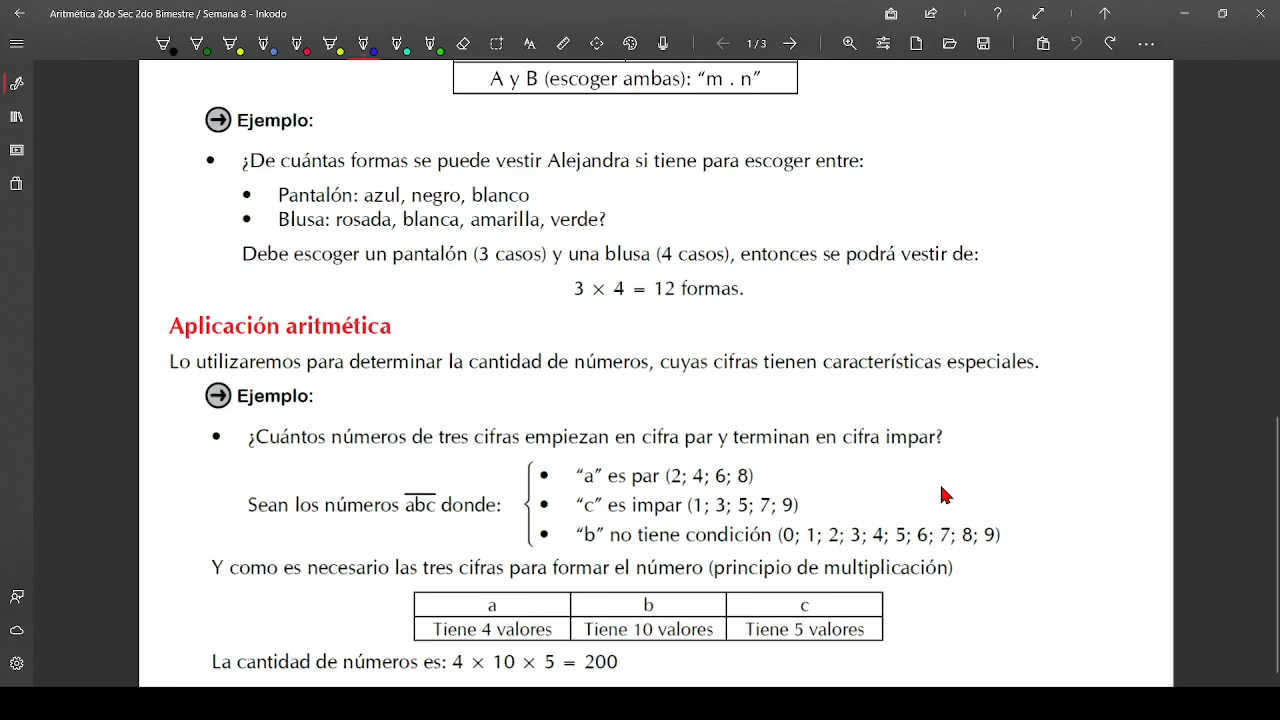 Aritmética 2do Sec 2do Bimestre / Semana 8 - Inkodo
1/3
A y B (escoger ambas): “m . n”
Ejemplo:
• ¿De cuántas formas se puede vestir Alejandra si tiene para escoger entre:
• Pantalón: azul, negro, blanco
• Blusa: rosada, blanca, amarilla, verde?
Debe escoger un pantalón (3 casos) y una blusa (4 casos), entonces se podrá vestir de:
3 × 4 = 12 formas.
Aplicación aritmética
Lo utilizaremos para determinar la cantidad de números, cuyas cifras tienen características especiales.
Ejemplo:
• ¿Cuántos números de tres cifras empiezan en cifra par y terminan en cifra impar?
• “a” es par (2; 4; 6; 8)
Sean los números abc donde: • “c” es impar (1; 3; 5; 7; 9)
• “b” no tiene condición (0; 1; 2; 3; 4; 5; 6; 7; 8; 9)
Y como es necesario las tres cifras para formar el número (principio de multiplicación)
a b c
Tiene 4 valores Tiene 10 valores Tiene 5 valores
La cantidad de números es: 4 × 10 × 5 = 200